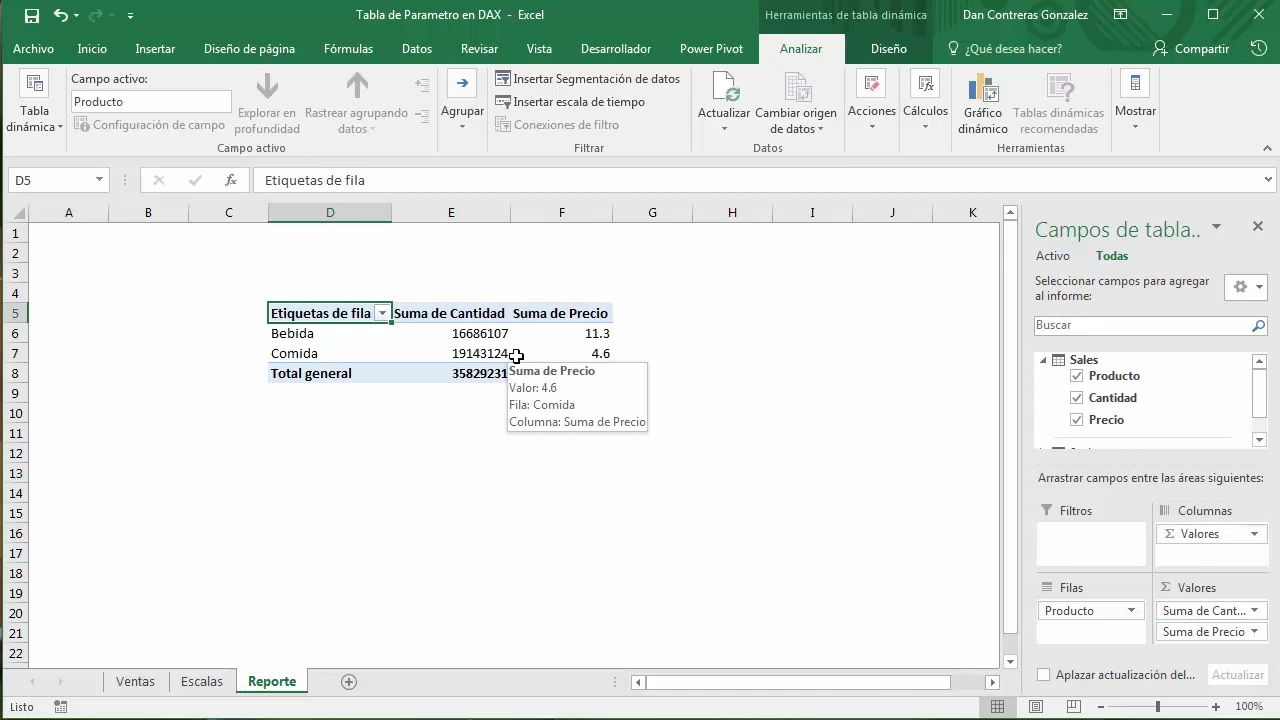 Tabla de Parametro en DAX - Excel
Herramientas de tabla dinámica
Dan Contreras Gonzalez
Archivo Inicio Insertar Diseño de página Fórmulas Datos Revisar Vista Desarrollador Power Pivot Analizar Diseño ¿Qué desea hacer? Compartir
Tabla dinámica
Campo activo:
Producto
Configuración de campo
Explorar en profundidad
Rastrear agrupando datos
Campo activo
Agrupar
Insertar Segmentación de datos
Insertar escala de tiempo
Conexiones de filtro
Filtrar
Actualizar
Cambiar origen de datos
Datos
Acciones
Cálculos
Gráfico dinámico
Tablas dinámicas recomendadas
Herramientas
Mostrar
D5 fx Etiquetas de fila
A B C D E F G H I J K
1
2
3
4
5 Etiquetas de fila Suma de Cantidad Suma de Precio
6 Bebida 16686107 11.3
7 Comida 19143124 4.6
8 Total general 35829231
Suma de Precio
Valor: 4.6
Fila: Comida
Columna: Suma de Precio
9
10
11
12
13
14
15
16
17
18
19
20
21
22
Campos de tabla..
Activo Todas
Seleccionar campos para agregar
al informe:
Buscar
Sales
Producto
Cantidad
Precio
Arrastrar campos entre las áreas siguientes:
Filtros
Columnas
Σ Valores
Filas
Producto
Σ Valores
Suma de Cant...
Suma de Precio
Aplazar actualización del... Actualizar
Ventas Escalas Reporte
Listo
100%